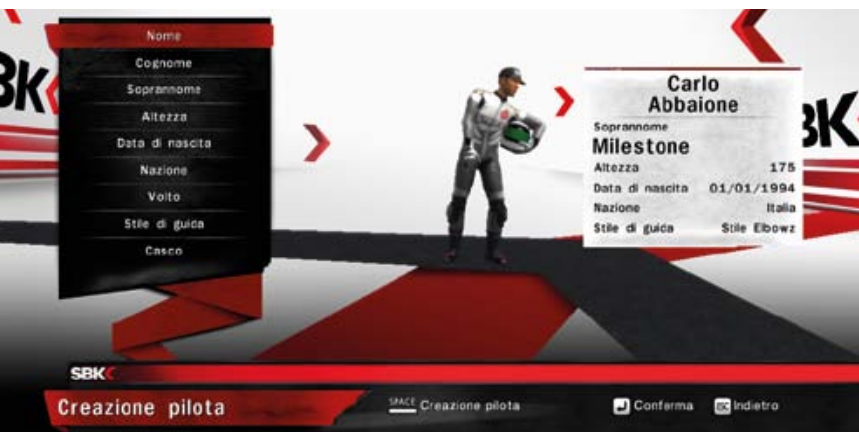 Nome
Cognome
Soprannome
Altezza
Data di nascita
Nazione
Volto
Stile di guida
Casco
Carlo
Abbaione
Soprannome
Milestone
Altezza 175
Data di nascita 01/01/1994
Nazione Italia
Stile di guida Stile Elbowz
SBK
Creazione pilota
SPACE Creazione pilota
Conferma
ESC Indietro